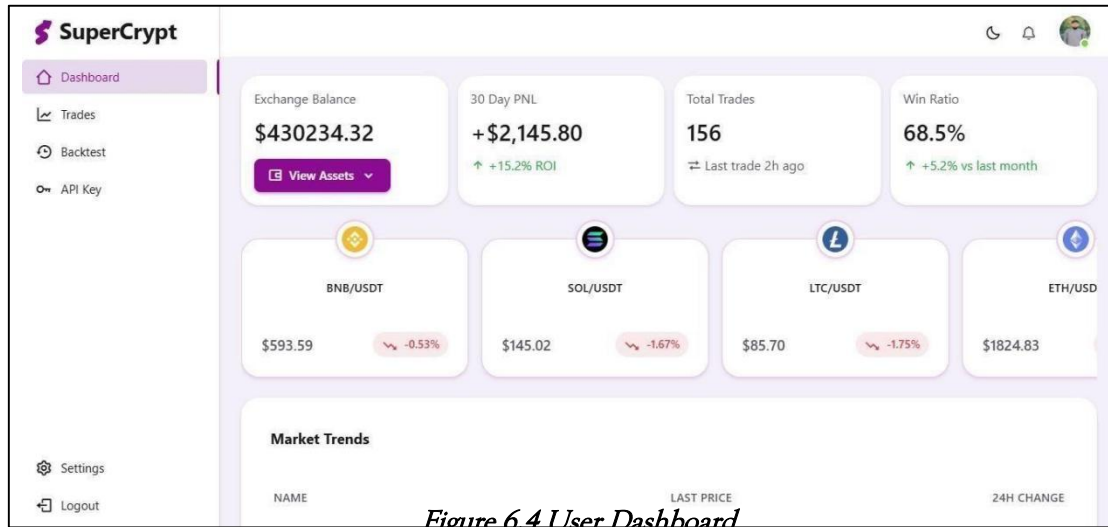 SuperCrypt
Dashboard
Trades
Backtest
API Key
Settings
Logout
Exchange Balance
$430234.32
View Assets
30 Day PNL
+$2,145.80
+15.2% ROI
Total Trades
156
Last trade 2h ago
Win Ratio
68.5%
+5.2% vs last month
BNB/USDT
$593.59 -0.53%
SOL/USDT
$145.02 -1.67%
LTC/USDT
$85.70 -1.75%
ETH/USD
$1824.83
Market Trends
NAME LAST PRICE 24H CHANGE
Figure 6.4 User Dashboard